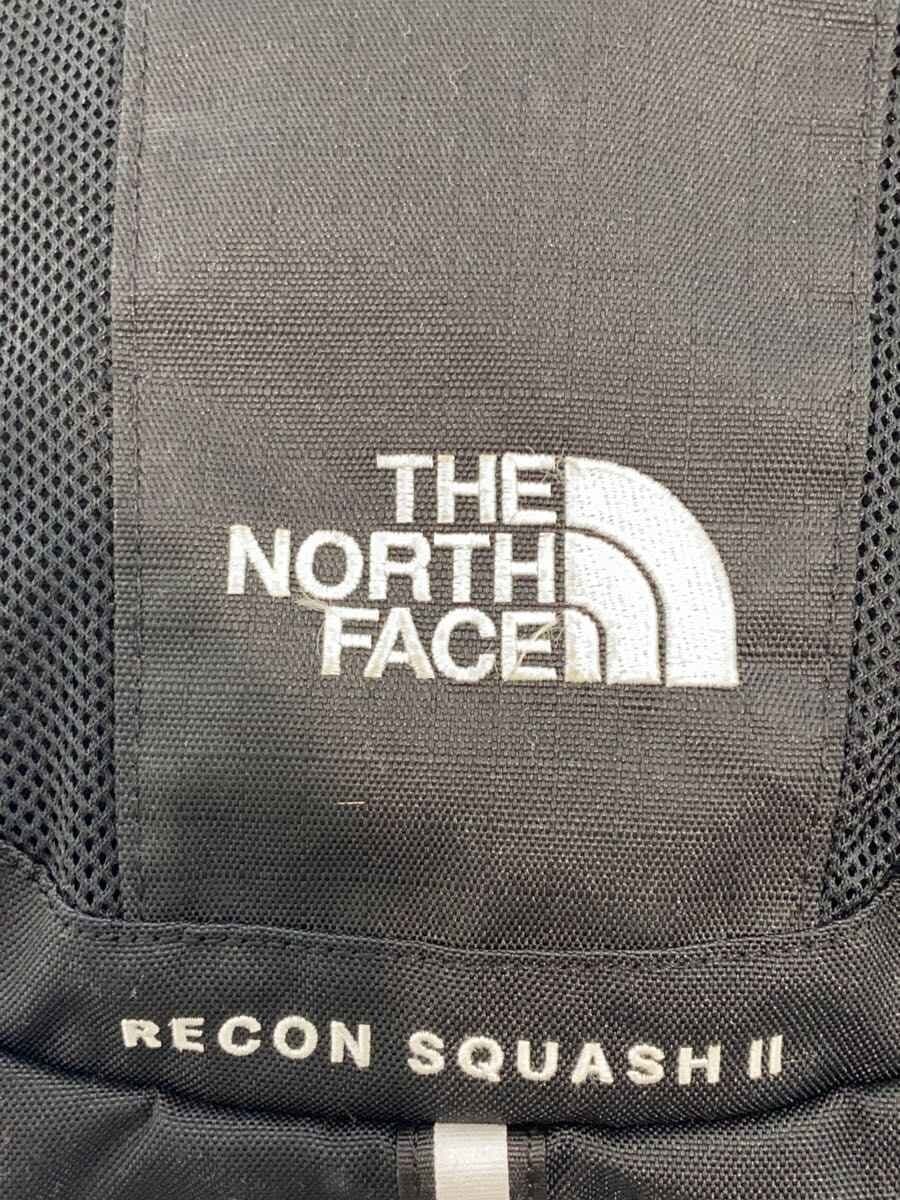 THE
NORTH
FACE
RECON SQUASH II